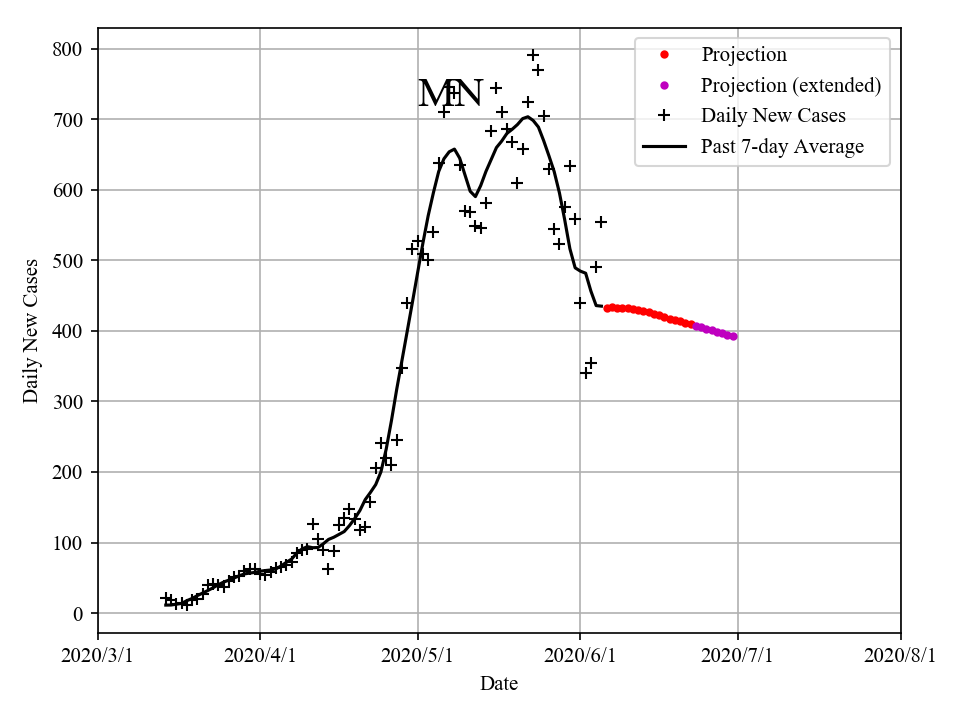 800
700
600
500
400
300
200
100
0
Daily New Cases
MN
Projection
Projection (extended)
Daily New Cases
Past 7-day Average
2020/3/1
2020/4/1
2020/5/1
2020/6/1
2020/7/1
2020/8/1
Date